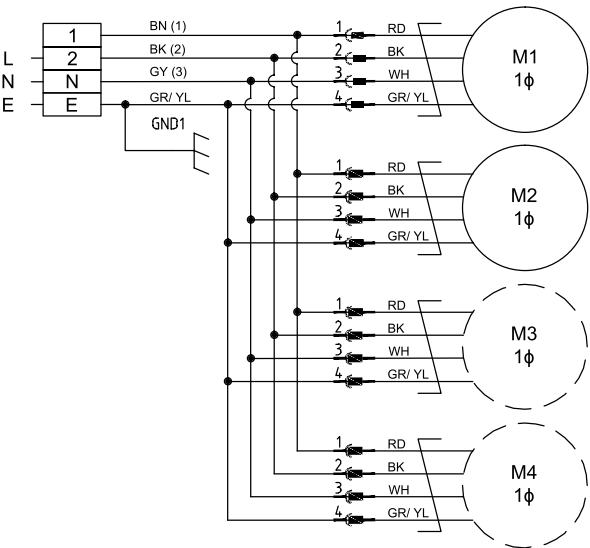 1 BN (1) 1 RD
L 2 BK (2) 2 BK M1
N N GY (3) 3 WH 1ϕ
E E GR/ YL 4 GR/ YL
GND1
1 RD
2 BK M2
3 WH 1ϕ
4 GR/ YL
1 RD
2 BK M3
3 WH 1ϕ
4 GR/ YL
1 RD
2 BK M4
3 WH 1ϕ
4 GR/ YL